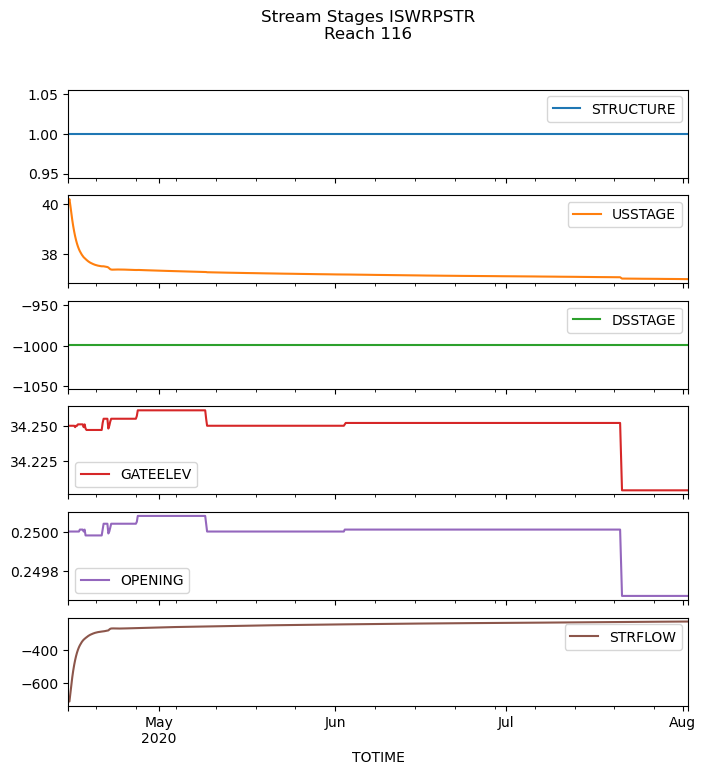 Stream Stages ISWRPSTR
Reach 116
1.05
1.00
0.95
STRUCTURE
40
38
USSTAGE
−950
−1000
−1050
DSSTAGE
34.250
34.225
GATEELEV
0.2500
0.2498
OPENING
−400
−600
STRFLOW
May
2020
Jun
Jul
Aug
TOTIME